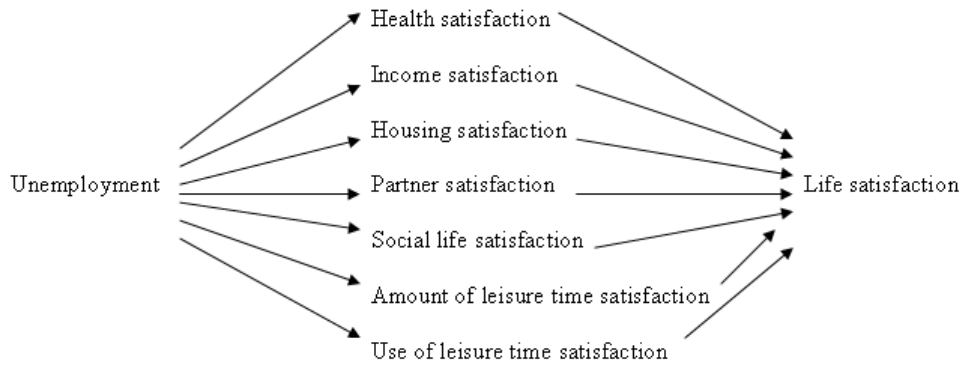 Health satisfaction
Income satisfaction
Housing satisfaction
Unemployment
Partner satisfaction
Life satisfaction
Social life satisfaction
Amount of leisure time satisfaction
Use of leisure time satisfaction